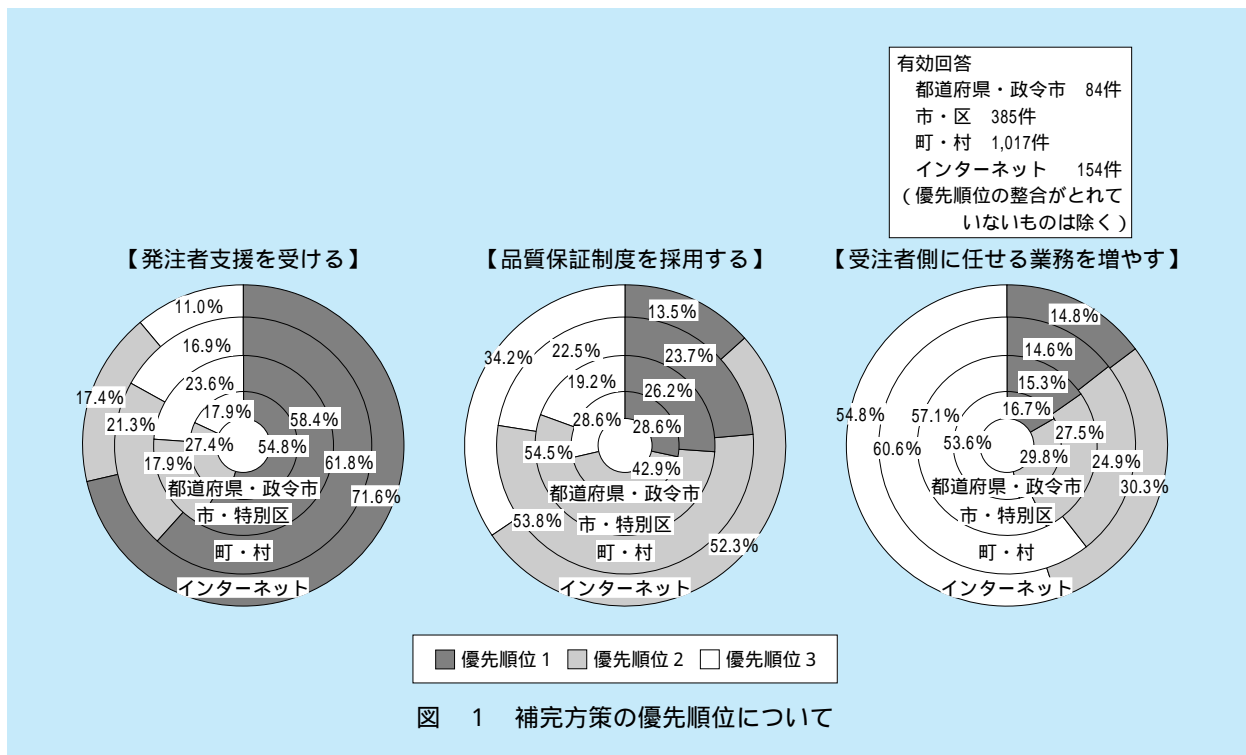 有効回答
都道府県・政令市　84件
市・区　385件
町・村　1,017件
インターネット　154件
(優先順位の整合がとれて
いないものは除く)
【発注者支援を受ける】
11.0%
16.9%
23.6%
17.9%
17.4%
21.3%
17.9%
27.4%
54.8%
58.4%
61.8%
71.6%
都道府県・政令市
市・特別区
町・村
インターネット
【品質保証制度を採用する】
13.5%
23.7%
26.2%
28.6%
34.2%
22.5%
19.2%
28.6%
54.5%
42.9%
53.8%
52.3%
都道府県・政令市
市・特別区
町・村
インターネット
【受注者側に任せる業務を増やす】
14.8%
14.6%
15.3%
16.7%
54.8%
60.6%
57.1%
53.6%
27.5%
29.8%
24.9%
30.3%
都道府県・政令市
市・特別区
町・村
インターネット
優先順位1　優先順位2　優先順位3
図　1　補完方策の優先順位について